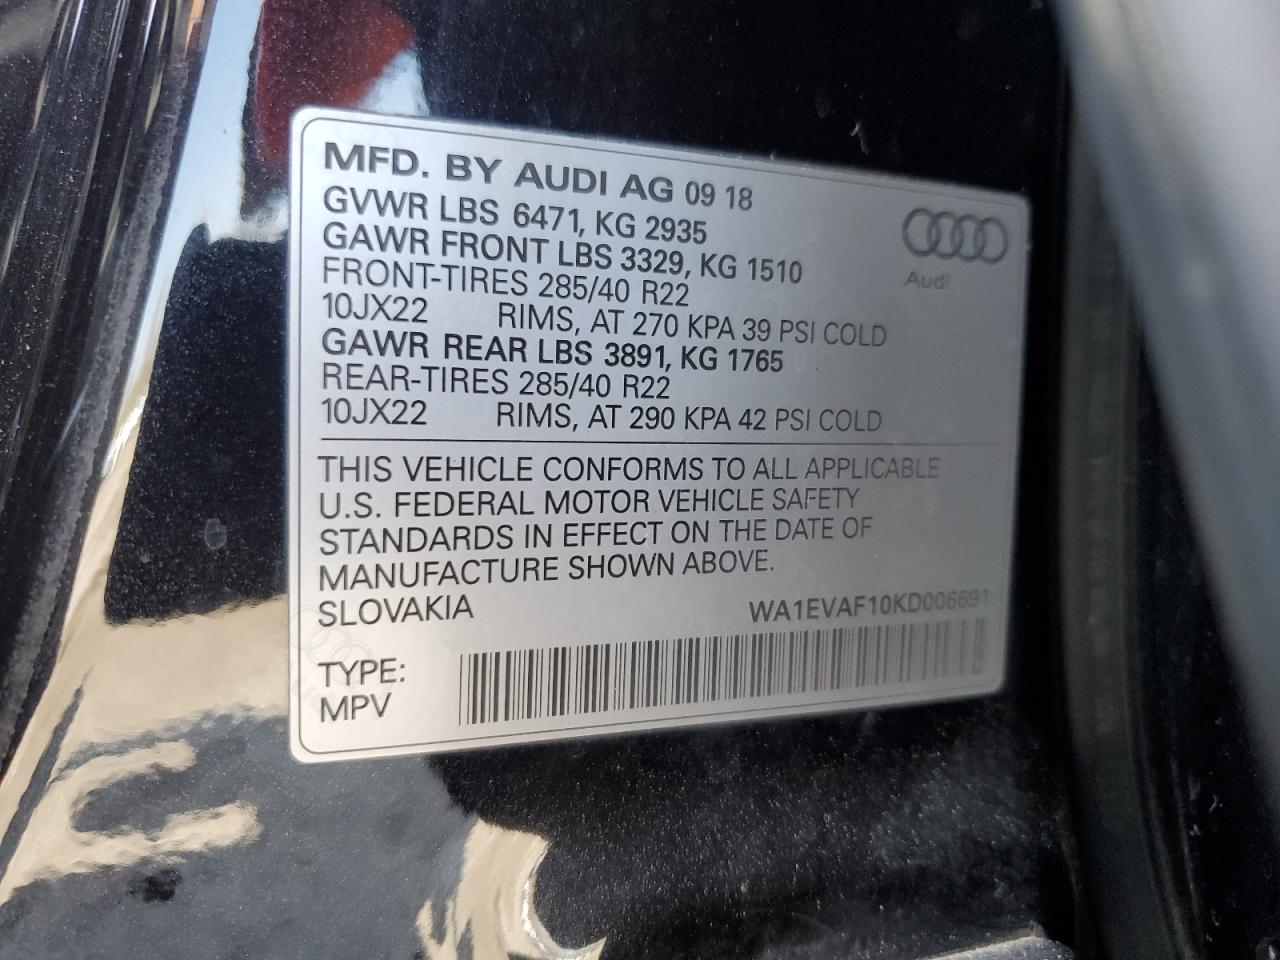 MFD. BY AUDI AG 09 18
GVWR LBS 6471, KG 2935
GAWR FRONT LBS 3329, KG 1510
FRONT-TIRES 285/40 R22
10JX22 RIMS, AT 270 KPA 39 PSI COLD
GAWR REAR LBS 3891, KG 1765
REAR-TIRES 285/40 R22
10JX22 RIMS, AT 290 KPA 42 PSI COLD
Audi
THIS VEHICLE CONFORMS TO ALL APPLICABLE
U.S. FEDERAL MOTOR VEHICLE SAFETY
STANDARDS IN EFFECT ON THE DATE OF
MANUFACTURE SHOWN ABOVE.
SLOVAKIA WA1EVAF10KD006691
TYPE:
MPV